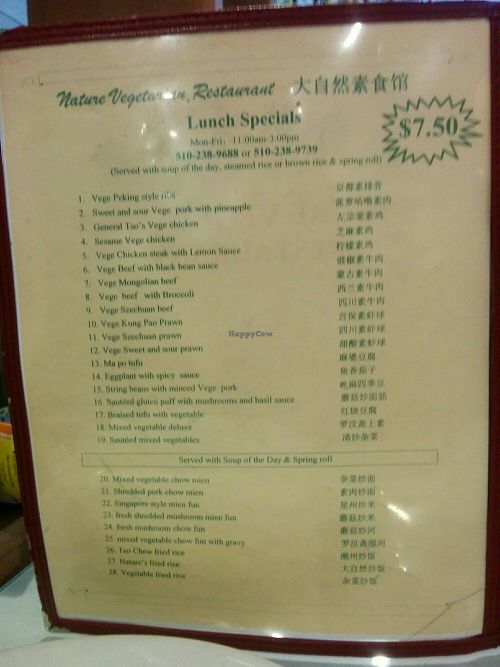 Nature Vegetarian Restaurant 大自然素食馆
Lunch Specials
$7.50
Mon-Fri: 11:00am-3:00pm
510-238-9688 or 510-238-9739
(Served with soup of the day, steamed rice or brown rice & spring roll)
1. Vege Peking style ribs 京都素排骨
2. Sweet and sour Vege pork with pineapple 菠萝咕噜素肉
3. General Tso's Vege chicken 左宗棠素鸡
4. Sesame Vege chicken 芝麻素鸡
5. Vege Chicken steak with Lemon Sauce 柠檬素鸡
6. Vege Beef with black bean sauce 豉椒素牛肉
7. Vege Mongolian beef 蒙古素牛肉
8. Vege beef with Broccoli 西兰素牛肉
9. Vege Szechuan beef 四川素牛肉
10. Vege Kung Pao Prawn 宫保素虾球
11. Vege Szechuan prawn 四川素虾球
12. Vege Sweet and sour prawn 甜酸素虾球
13. Ma po tofu 麻婆豆腐
14. Eggplant with spicy sauce 鱼香茄子
15. String beans with minced Vege pork 乾扁四季豆
16. Sautéed gluten puff with mushrooms and basil sauce 蘑菇炒面筋
17. Braised tofu with vegetable 红烧豆腐
18. Mixed vegetable deluxe 罗汉斋上素
19. Sautéed mixed vegetables 清炒杂菜
Served with Soup of the Day & Spring roll
20. Mixed vegetable chow mien 杂菜炒面
21. Shredded pork chow mien 素肉炒面
22. Singapore style mien fun 星州炒米
23. fresh shredded mushroom mien fun 蘑菇炒米
24. fresh mushroom chow fun 蘑菇炒河
25. mixed vegetable chow fun with gravy 罗汉斋湿河
26. Teo Chew fried rice 潮州炒饭
27. Nature's fried rice 大自然炒饭
28. Vegetable fried rice 杂菜炒饭
HappyCow